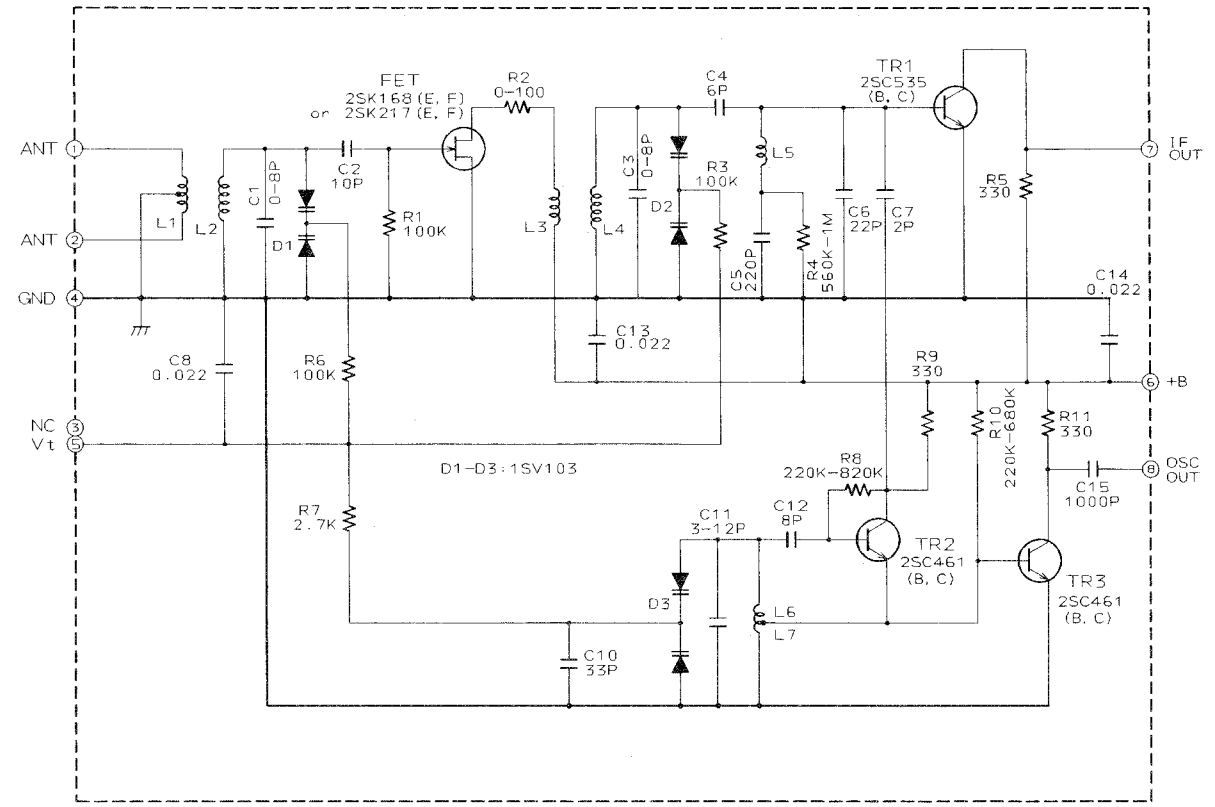 FET
2SK168 (E, F)
or 2SK217 (E, F)
R2
0-100
C4
6P
TR1
2SC535
(B, C)
ANT 1
C1
0-8P
C2
10P
C3
0-8P
R3
100K
L5
7 IF OUT
R5
330
L1
L2
D1
R1
100K
L3
L4
D2
C5
220P
R4
560K-1M
C6
22P
C7
2P
ANT 2
GND 4
C14
0.022
C8
0.022
R6
100K
C13
0.022
R9
330
6 +B
R10
220K-680K
R11
330
NC 3
Vt 5
D1-D3:1SV103
R8
220K-820K
8 OSC OUT
C15
1000P
R7
2.7K
C11
3-12P
C12
8P
TR2
2SC461
(B, C)
TR3
2SC461
(B, C)
D3
L6
L7
C10
33P